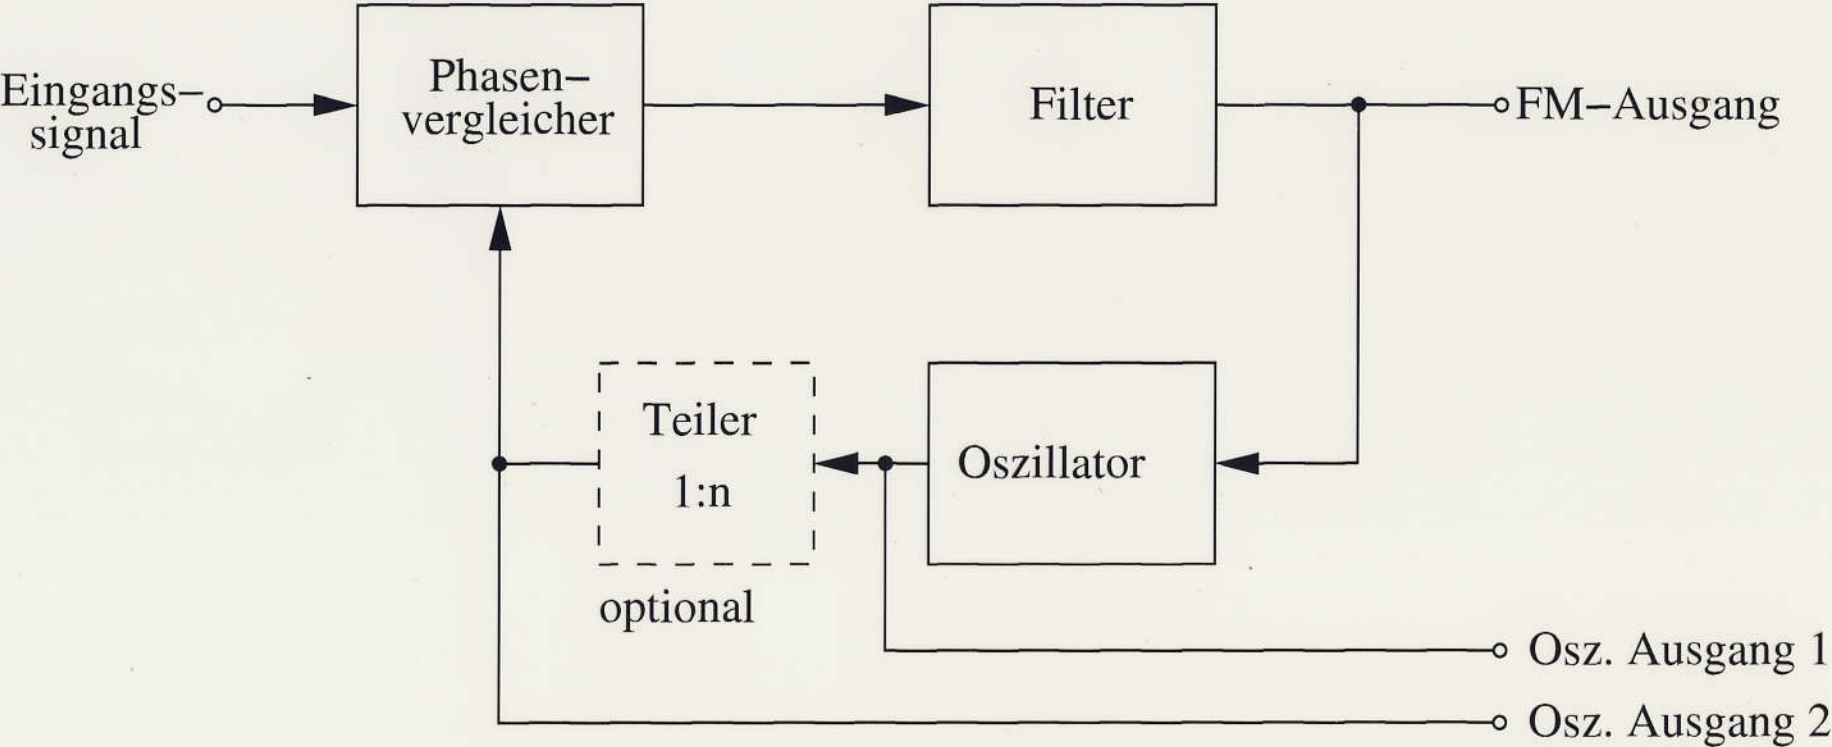 Eingangs-
signal
Phasen-
vergleicher
Filter
FM-Ausgang
Teiler
1:n
optional
Oszillator
Osz. Ausgang 1
Osz. Ausgang 2